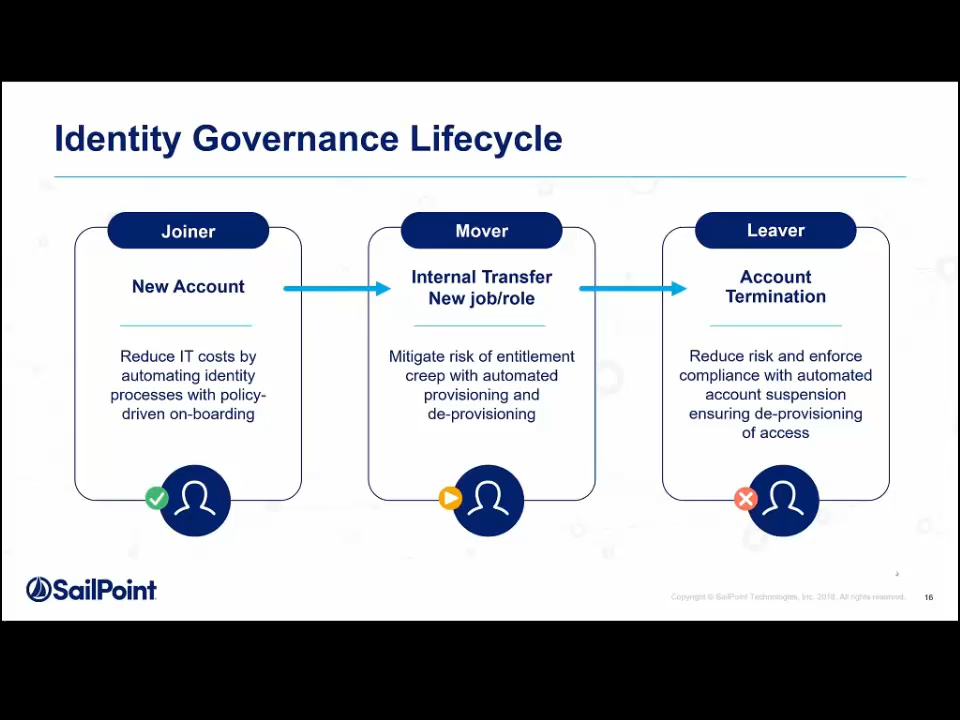 Identity Governance Lifecycle
Joiner
New Account
Reduce IT costs by
automating identity
processes with policy-
driven on-boarding
Mover
Internal Transfer
New job/role
Mitigate risk of entitlement
creep with automated
provisioning and
de-provisioning
Leaver
Account
Termination
Reduce risk and enforce
compliance with automated
account suspension
ensuring de-provisioning
of access
SailPoint
Copyright © SailPoint Technologies, Inc. 2018. All rights reserved.
16